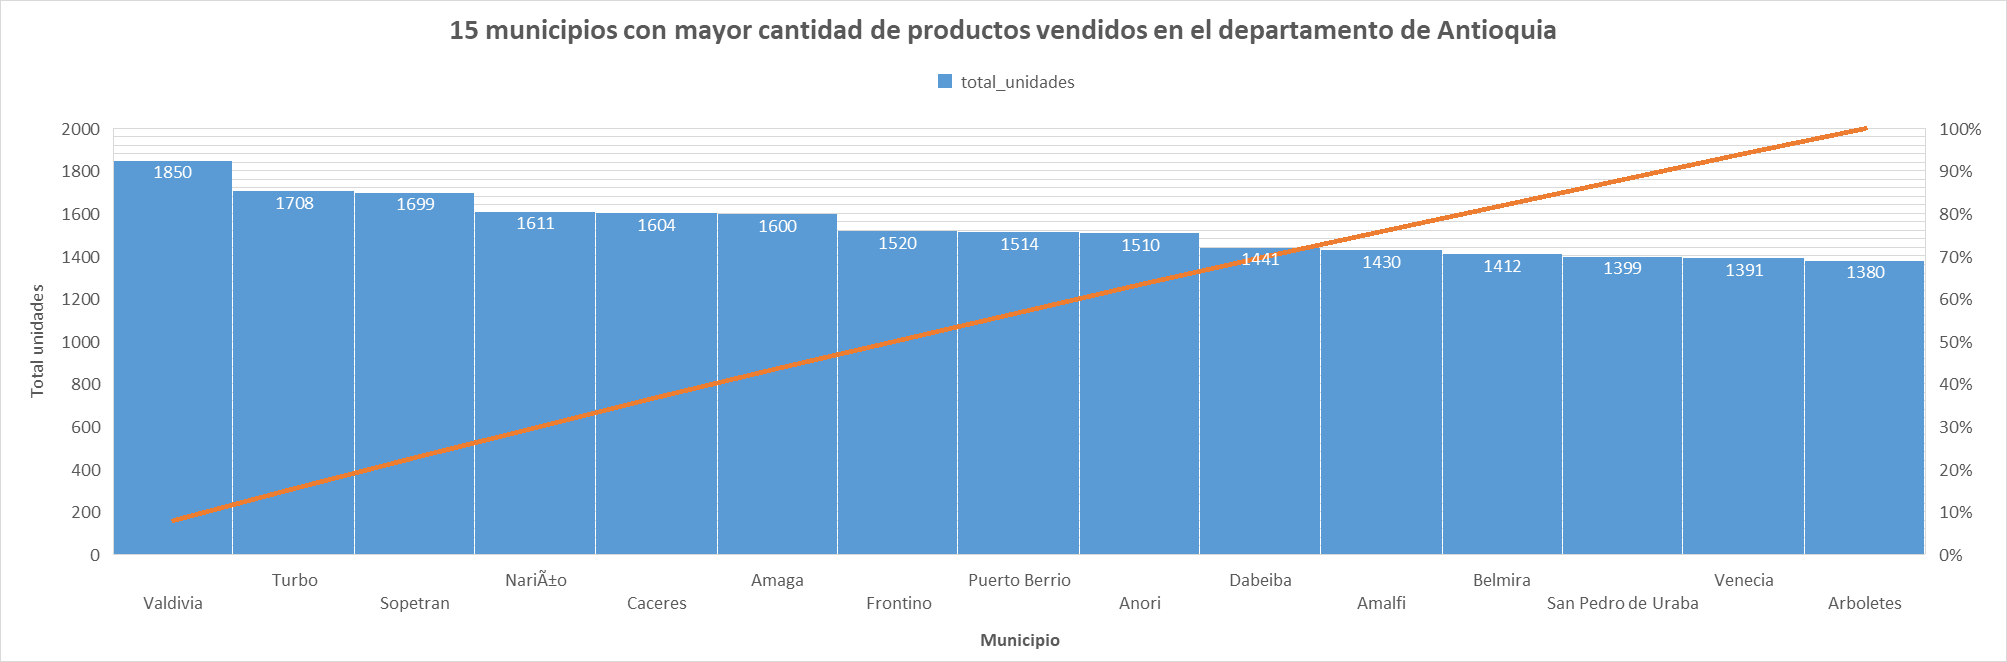 15 municipios con mayor cantidad de productos vendidos en el departamento de Antioquia
total_unidades
Total unidades
2000
1800
1600
1400
1200
1000
800
600
400
200
0
1850
1708
1699
1611
1604
1600
1520
1514
1510
1441
1430
1412
1399
1391
1380
100%
90%
80%
70%
60%
50%
40%
30%
20%
10%
0%
Valdivia
Turbo
Sopetran
NariÃ±o
Caceres
Amaga
Frontino
Puerto Berrio
Anori
Dabeiba
Amalfi
Belmira
San Pedro de Uraba
Venecia
Arboletes
Municipio